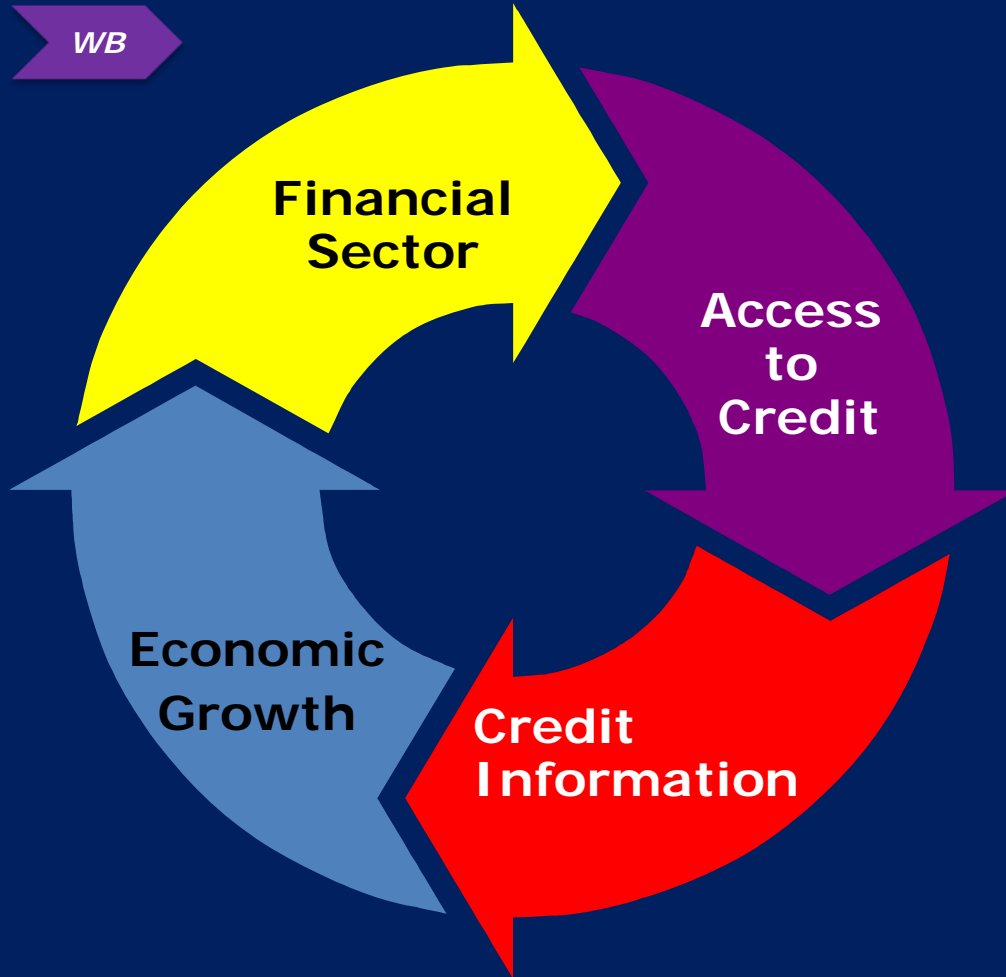 WB
Financial
Sector
Access
to
Credit
Economic
Growth
Credit
Information